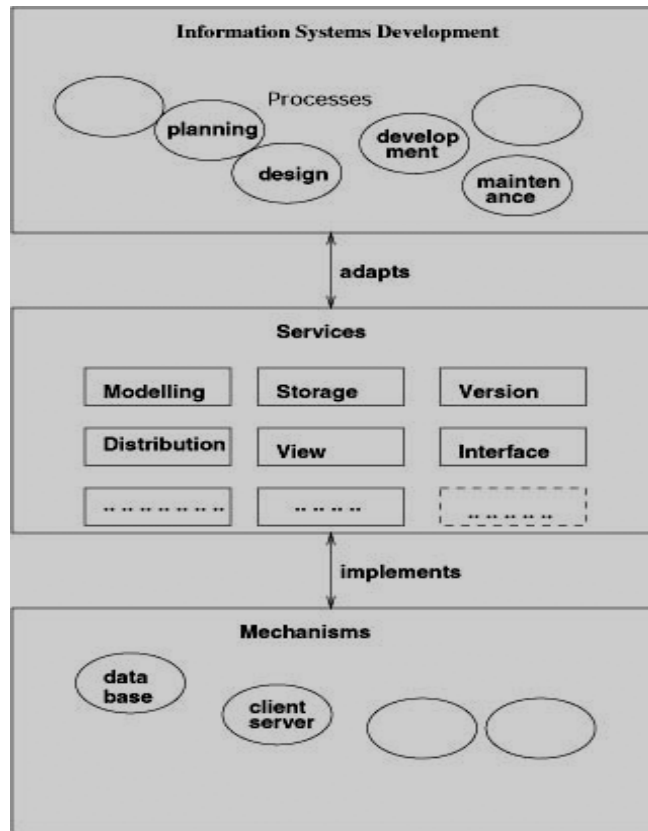 Information Systems Development
Processes
planning
design
develop
ment
mainten
ance
adapts
Services
Modelling
Storage
Version
Distribution
View
Interface
.. .. .. .. .. .. ..
.. .. .. ..
.. .. .. .. ..
implements
Mechanisms
data
base
client
server